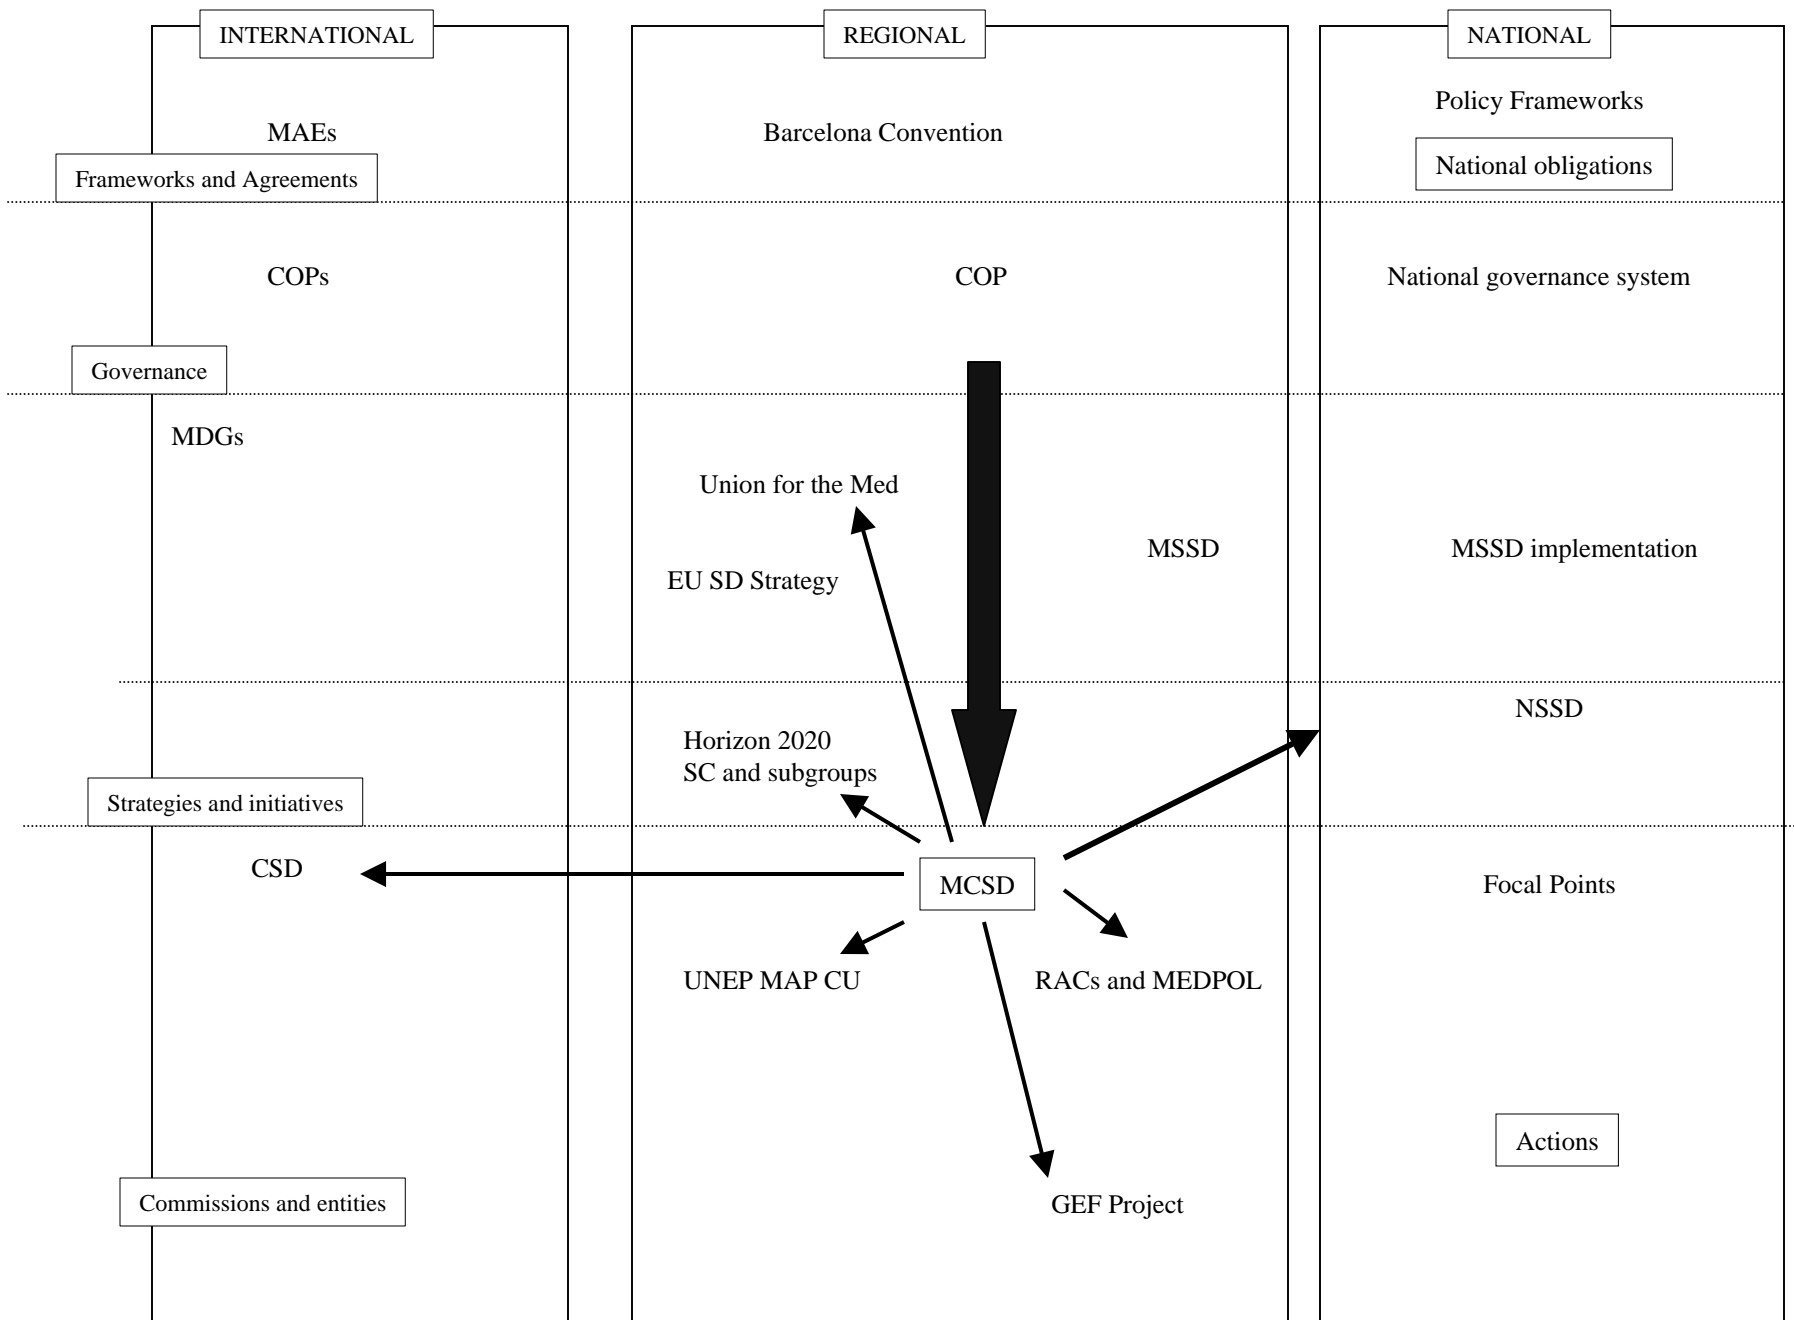 INTERNATIONAL
REGIONAL
NATIONAL
Policy Frameworks
MAEs
Barcelona Convention
National obligations
Frameworks and Agreements
COPs
COP
National governance system
Governance
MDGs
Union for the Med
MSSD
MSSD implementation
EU SD Strategy
NSSD
Horizon 2020
SC and subgroups
Strategies and initiatives
CSD
MCSD
Focal Points
UNEP MAP CU
RACs and MEDPOL
Actions
Commissions and entities
GEF Project